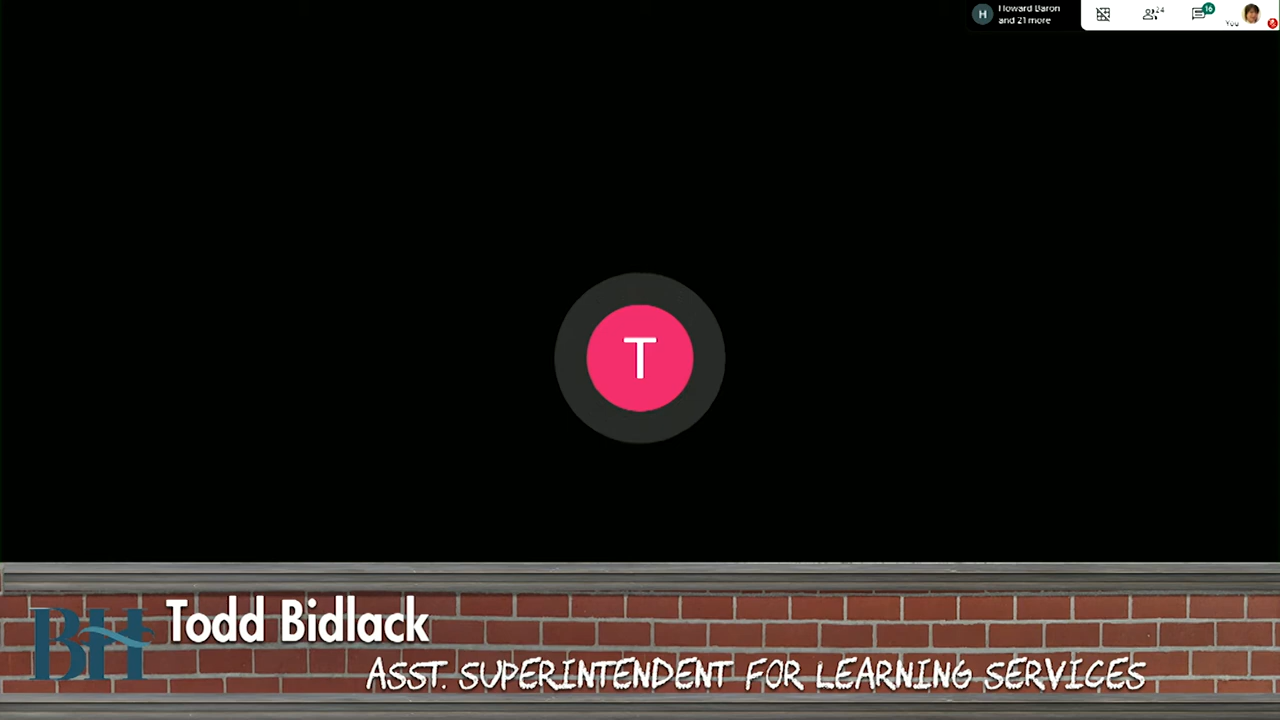 H
Howard Baron
and 21 more
24
16
You
T
BH
Todd Bidlack
ASST. SUPERINTENDENT FOR LEARNING SERVICES